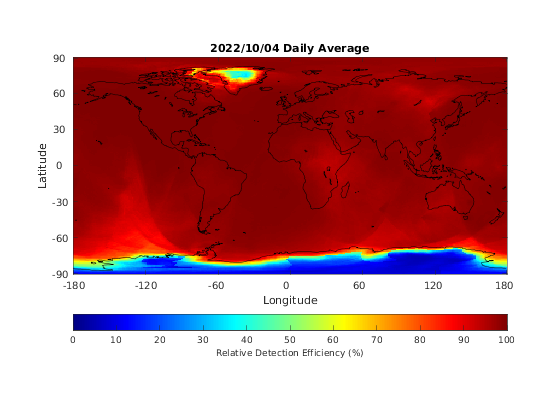 2022/10/04 Daily Average
90
60
30
0
-30
-60
-90
Latitude
-180 -120 -60 0 60 120 180
Longitude
0 10 20 30 40 50 60 70 80 90 100
Relative Detection Efficiency (%)